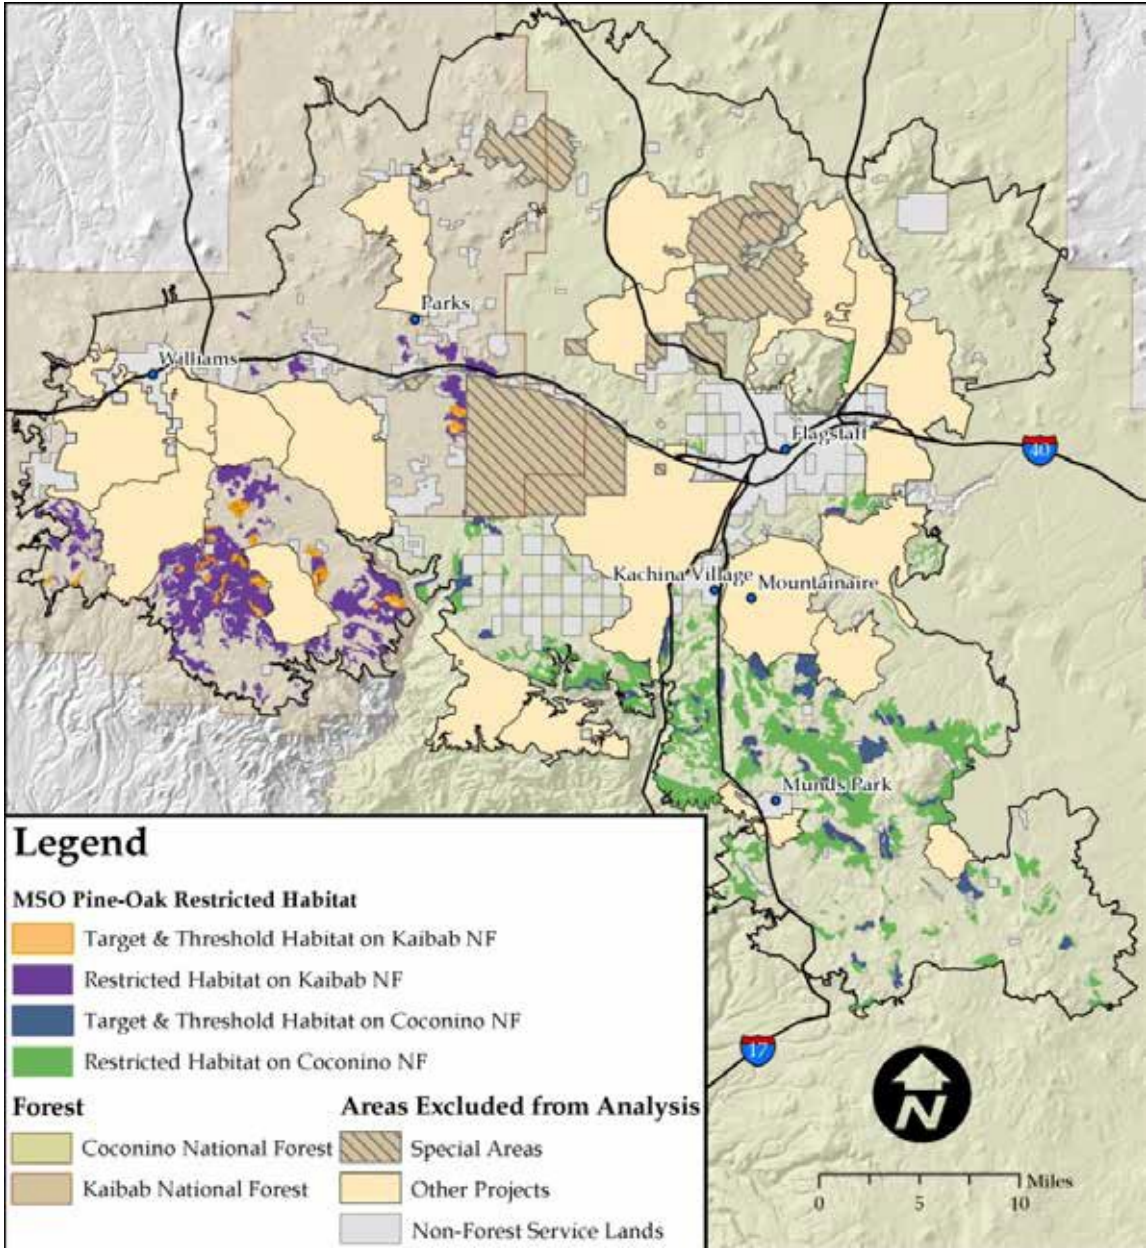 Parks
Williams
Flagstaff
40
Kachina Village
Mountainaire
Munds Park
17
N
Miles
0 5 10
Legend
MSO Pine-Oak Restricted Habitat
Target & Threshold Habitat on Kaibab NF
Restricted Habitat on Kaibab NF
Target & Threshold Habitat on Coconino NF
Restricted Habitat on Coconino NF
Forest
Coconino National Forest
Kaibab National Forest
Areas Excluded from Analysis
Special Areas
Other Projects
Non-Forest Service Lands